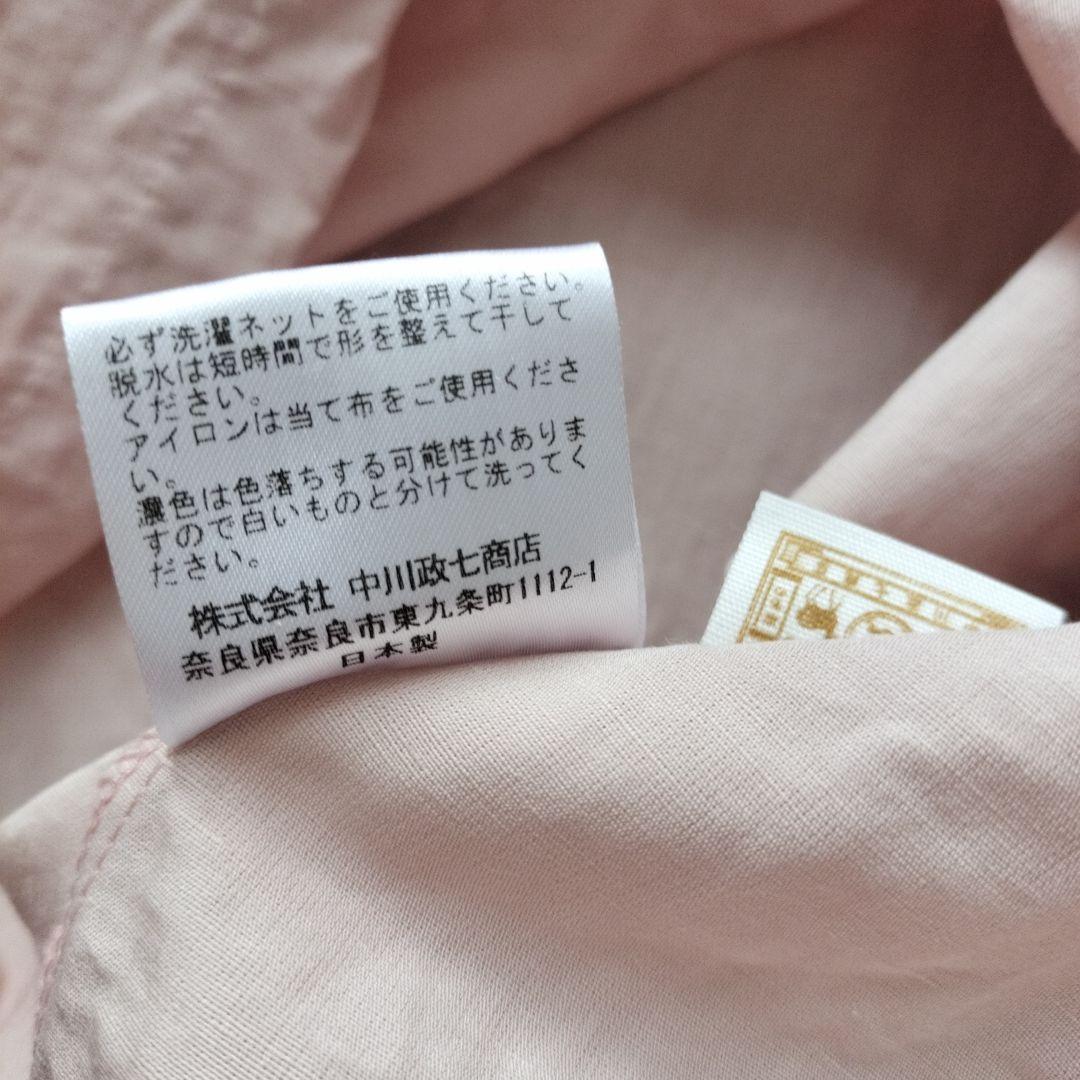 必ず洗濯ネットをご使用ください。
脱水は短時間で形を整えて干して
ください。
アイロンは当て布をご使用くださ
い。
濃色は色落ちする可能性がありま
すので白いものと分けて洗ってく
ださい。
株式会社 中川政七商店
奈良県奈良市東九条町1112-1
日本製